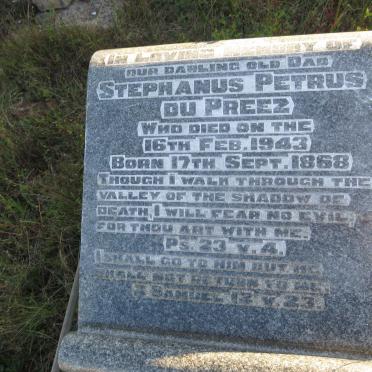 IN LOVING MEMORY OF
OUR DARLING OLD DAD
STEPHANUS PETRUS
DU PREEZ
WHO DIED ON THE
16TH FEB. 1943
BORN 17TH SEPT. 1868
THOUGH I WALK THROUGH THE
VALLEY OF THE SHADOW OF
DEATH, I WILL FEAR NO EVIL,
FOR THOU ART WITH ME.
PS. 23 V. 4.
I SHALL GO TO HIM BUT HE
SHALL NOT RETURN TO ME.
2 SAMUEL 12. V 23.